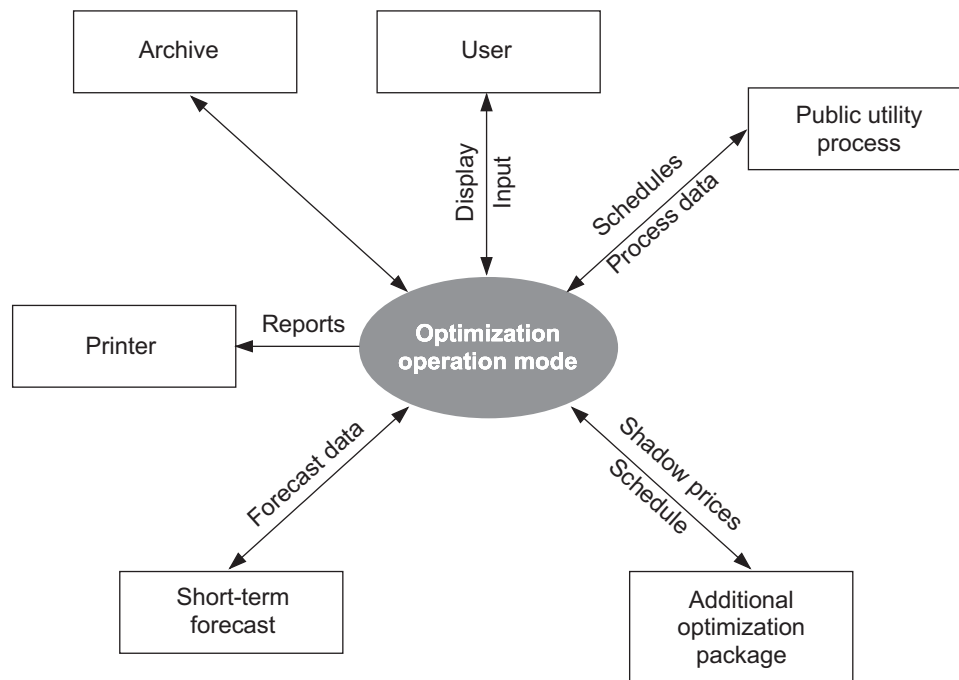 Archive
User
Public utility
process
Display
Input
Schedules
Process data
Printer
Reports
Optimization
operation mode
Forecast data
Shadow prices
Schedule
Short-term
forecast
Additional
optimization
package